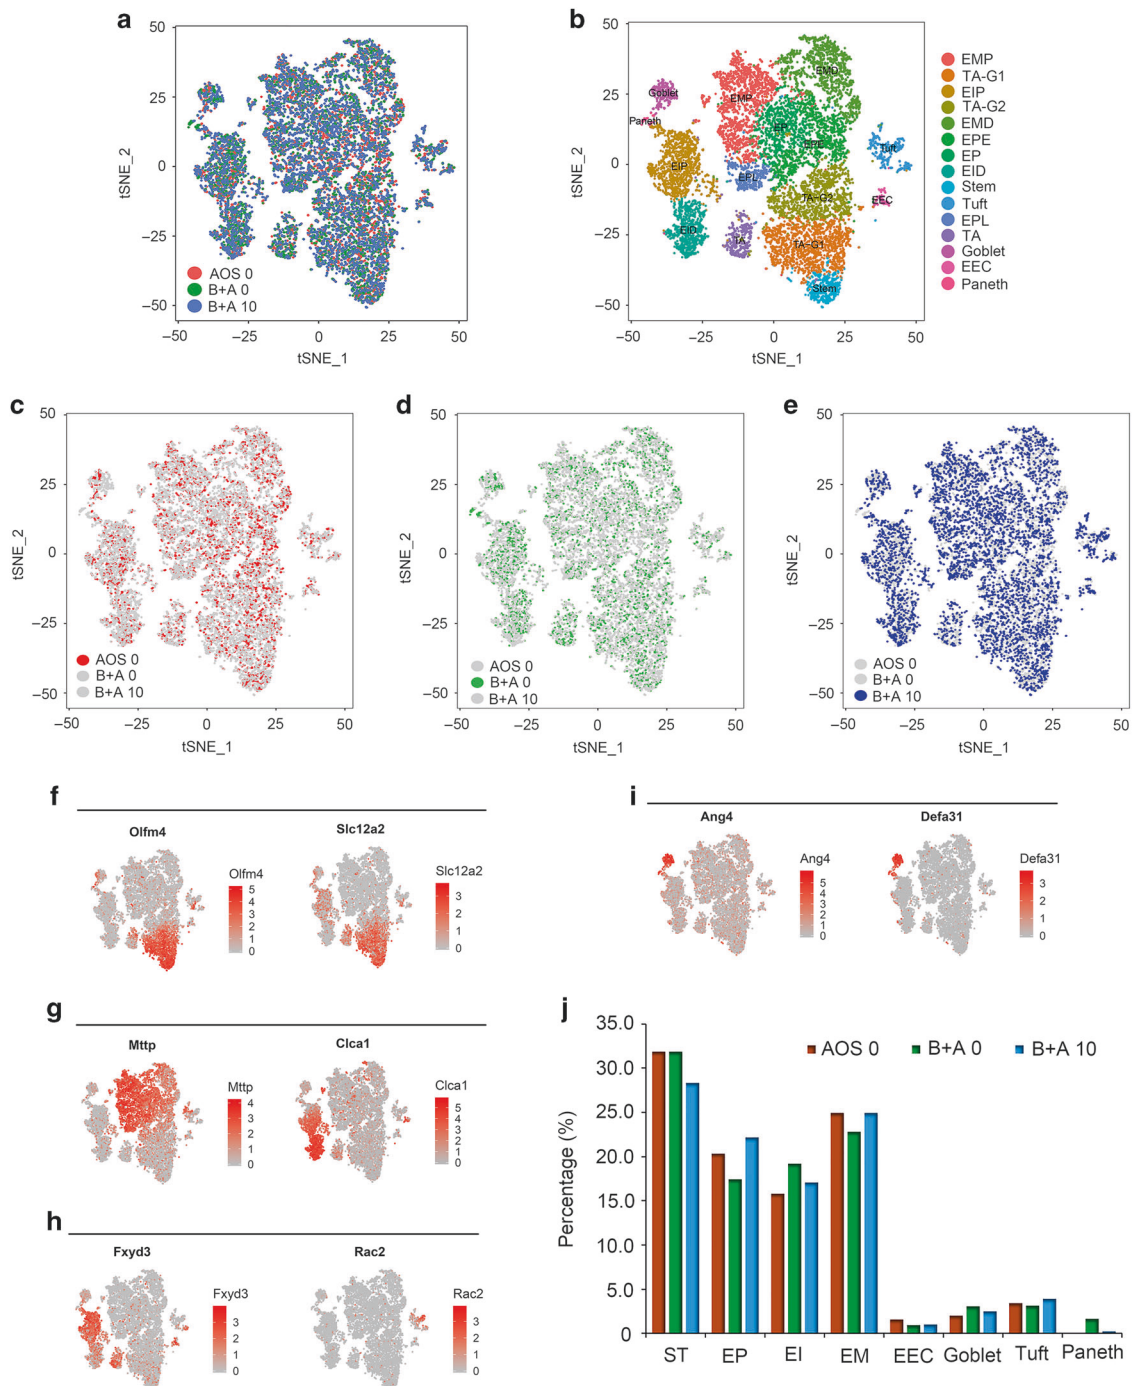 a
50
25
0
−25
−50
tSNE_2
AOS 0
B+A 0
B+A 10
−50
−25
0
25
50
tSNE_1
b
50
25
0
−25
−50
tSNE_2
EMD
Goblet
EMP
Paneth
EP
EPE
Tuft
EIP
EPL
EEC
TA-G2
EID
TA
TA-G1
Stem
−50
−25
0
25
50
tSNE_1
EMP
TA-G1
EIP
TA-G2
EMD
EPE
EP
EID
Stem
Tuft
EPL
TA
Goblet
EEC
Paneth
c
50
25
0
−25
−50
tSNE_2
AOS 0
B+A 0
B+A 10
−50
−25
0
25
50
tSNE_1
d
50
25
0
−25
−50
tSNE_2
AOS 0
B+A 0
B+A 10
−50
−25
0
25
50
tSNE_1
e
50
25
0
−25
−50
tSNE_2
AOS 0
B+A 0
B+A 10
−50
−25
0
25
50
tSNE_1
f
Olfm4
Olfm4
5
4
3
2
1
0
Slc12a2
Slc12a2
3
2
1
0
g
Mttp
Mttp
4
3
2
1
0
Clca1
Clca1
5
4
3
2
1
0
h
Fxyd3
Fxyd3
3
2
1
0
Rac2
Rac2
3
2
1
0
i
Ang4
Ang4
5
4
3
2
1
0
Defa31
Defa31
3
2
1
0
j
AOS 0
B+A 0
B+A 10
Percentage (%)
35.0
30.0
25.0
20.0
15.0
10.0
5.0
0
ST
EP
EI
EM
EEC
Goblet
Tuft
Paneth